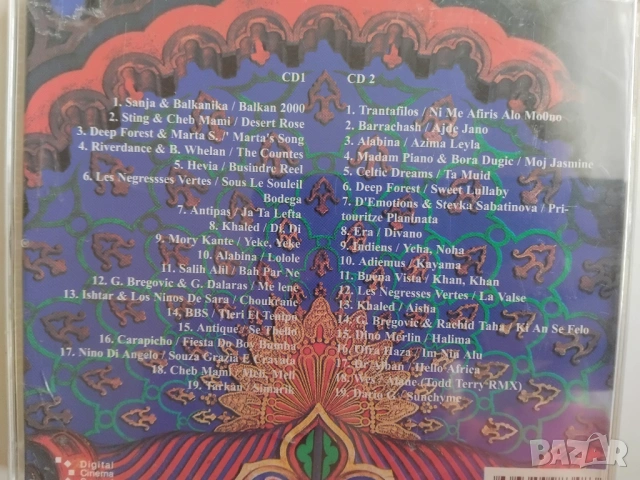 CD1
1. Sanja & Balkanika / Balkan 2000
2. Sting & Cheb Mami / Desert Rose
3. Deep Forest & Marta S. /" Marta's Song
4. Riverdance & B. Whelan / The Countes
5. Hevia / Busindre Reel
6. Les Negressses Vertes / Sous Le Souleil
Bodega
7. Antipas / Ja Ta Lefta
8. Khaled / Di, Di
9. Mory Kante / Yeke, Yeke
10. Alabina / Lolole
11. Salih Alil / Bah Par Ne
12. G. Bregovic & G. Dalaras / Me lene
13. Ishtar & Los Ninos De Sara / Choukrane
14. BBS / Tieri Et Tempo
15. Antique / Se Thello
16. Carapicho / Fiesta Do Boy Bumba
17. Nino Di Angelo / Souza Grazia E Cravata
18. Cheb Mami / Meli, Meli
19. Tarkan / Simarik
CD 2
1. Trantafilos / Ni Me Afiris Alo Mo0no
2. Barrachash / Ajde Jano
3. Alabina / Azima Leyla
4. Madam Piano & Bora Dugic / Moj Jasmine
5. Celtic Dreams / Ta Muid
6. Deep Forest / Sweet Lullaby
7. D'Emotions & Stevka Sabatinova / Pri-
touritze Planinata
8. Era / Divano
9. Indiens / Yeha, Noha
10. Adiemus / Kayama
11. Buena Vista / Khan, Khan
12. Les Negresses Vertes / La Valse
13. Khaled / Aisha
14. G. Bregovic & Rachid Taha / Ki An Se Felo
15. Dino Merlin / Halima
16. Ofra Haza / Im Nin Alu
17. Dr. Alban / Hello Africa
18. Wes / Alane (Todd Terry RMX)
19. Dario G / Sunchyme
Digital
Cinema
BAZAR